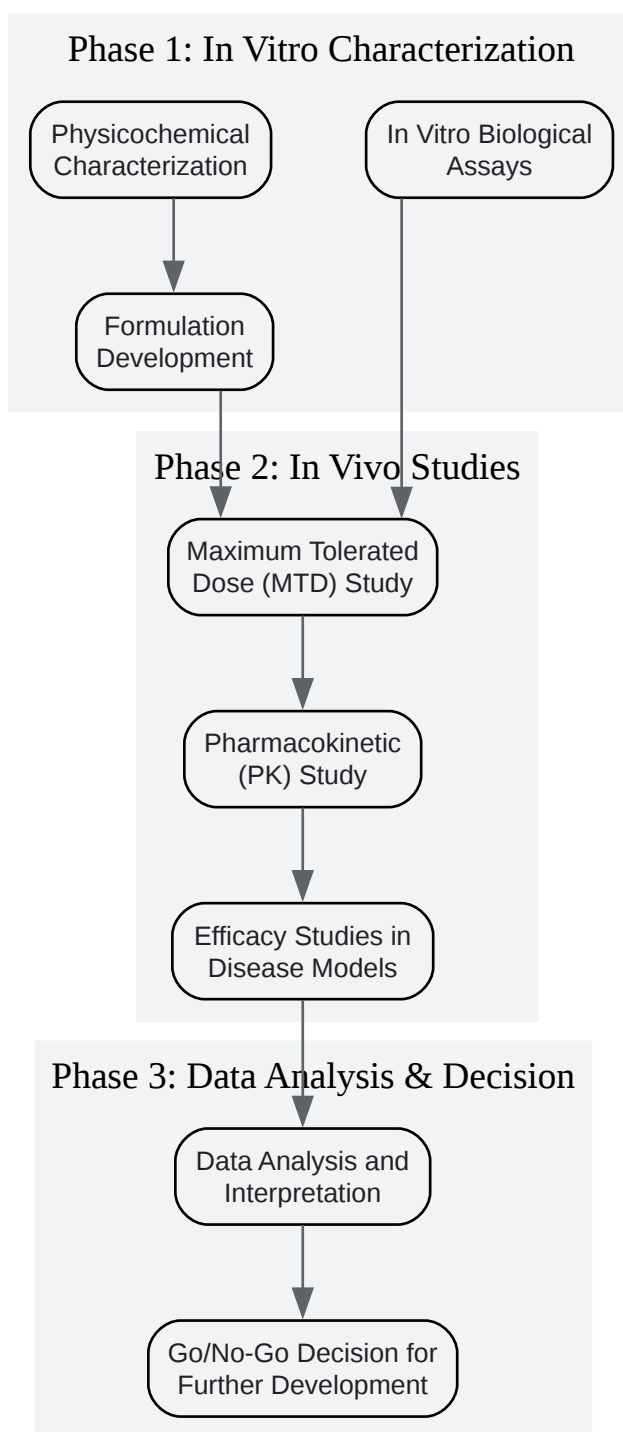 Phase 1: In Vitro Characterization
Physicochemical
Characterization
In Vitro Biological
Assays
Formulation
Development
Phase 2: In Vivo Studies
Maximum Tolerated
Dose (MTD) Study
Pharmacokinetic
(PK) Study
Efficacy Studies in
Disease Models
Phase 3: Data Analysis & Decision
Data Analysis and
Interpretation
Go/No-Go Decision for
Further Development